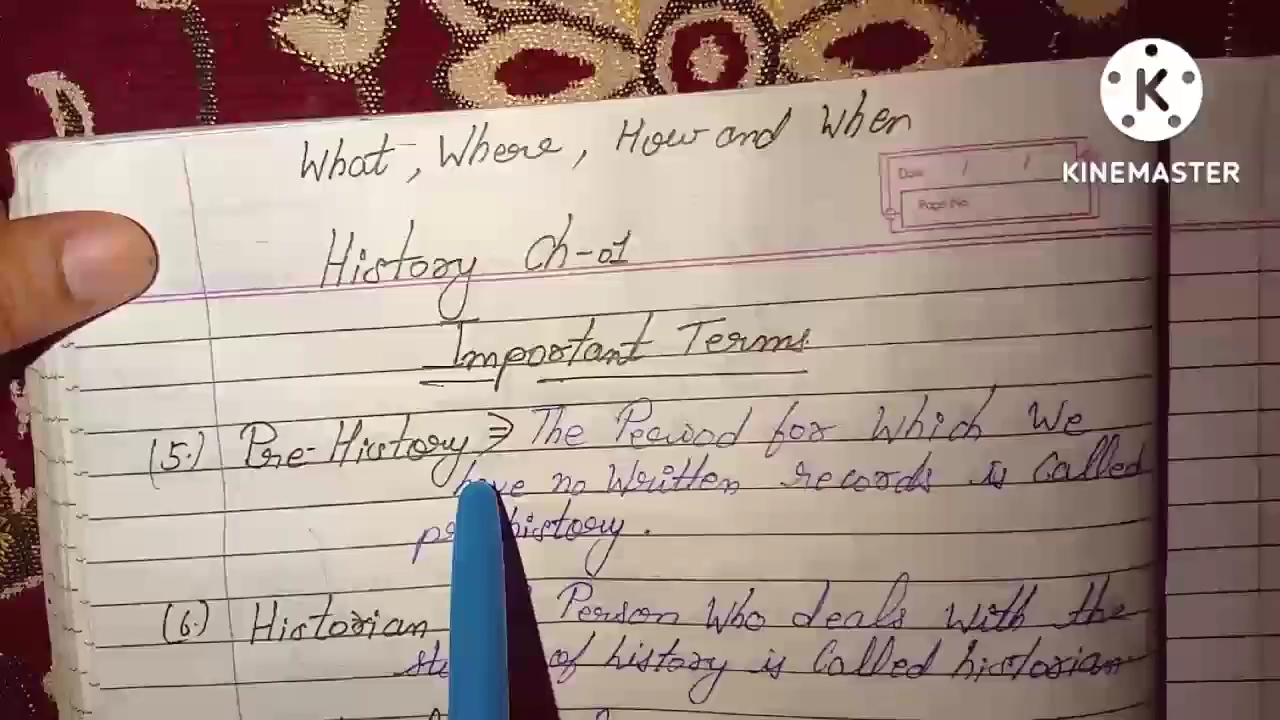 What, Where, How and When
KINEMASTER
Date / /
Page No
History Ch-01
Important Terms
(5.) Pre-History ⇒ The Period for Which We
have no Written records is Called
history.
(6.) Historian Person Who deals with the
of history is Called historian